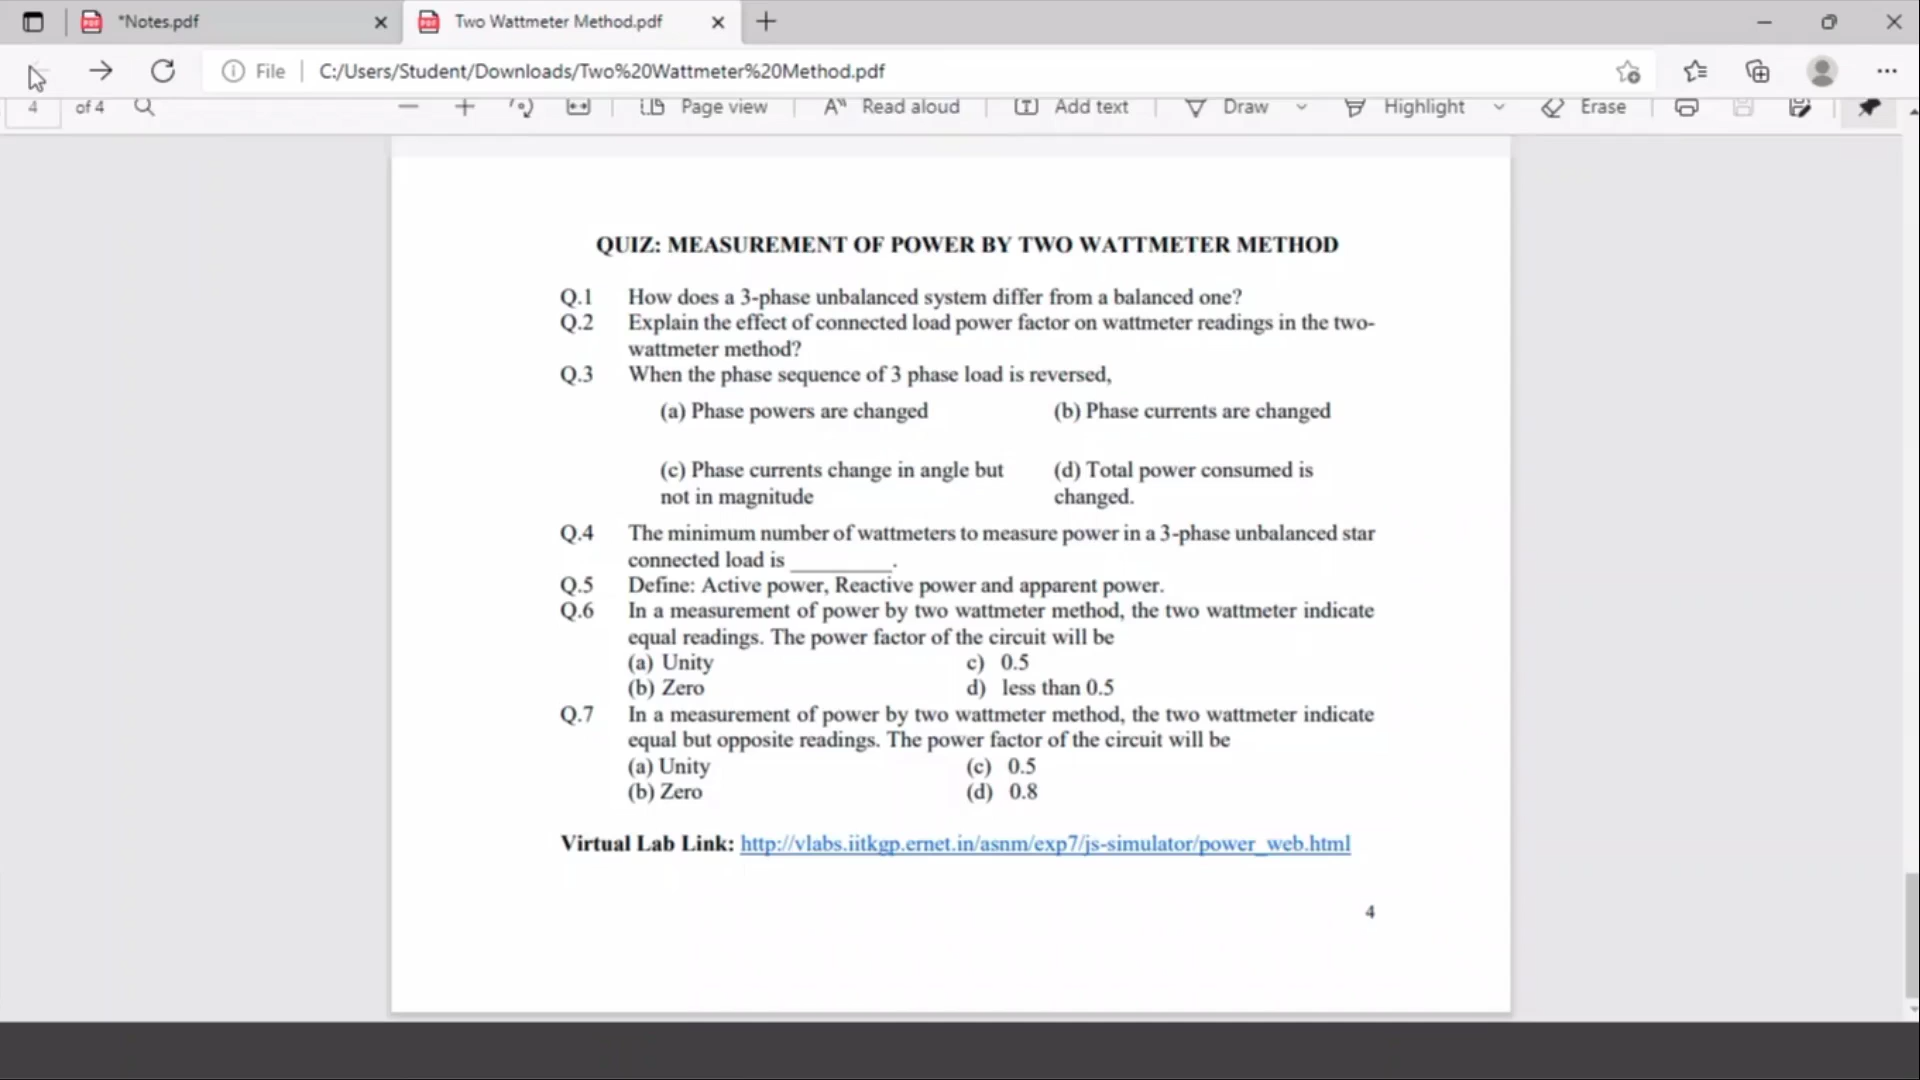 *Notes.pdf
Two Wattmeter Method.pdf
File
C:/Users/Student/Downloads/Two%20Wattmeter%20Method.pdf
4 of 4
Page view
Read aloud
Add text
Draw
Highlight
Erase
QUIZ: MEASUREMENT OF POWER BY TWO WATTMETER METHOD
Q.1 How does a 3-phase unbalanced system differ from a balanced one?
Q.2 Explain the effect of connected load power factor on wattmeter readings in the two-
wattmeter method?
Q.3 When the phase sequence of 3 phase load is reversed,
(a) Phase powers are changed (b) Phase currents are changed
(c) Phase currents change in angle but (d) Total power consumed is
not in magnitude changed.
Q.4 The minimum number of wattmeters to measure power in a 3-phase unbalanced star
connected load is __________.
Q.5 Define: Active power, Reactive power and apparent power.
Q.6 In a measurement of power by two wattmeter method, the two wattmeter indicate
equal readings. The power factor of the circuit will be
(a) Unity c) 0.5
(b) Zero d) less than 0.5
Q.7 In a measurement of power by two wattmeter method, the two wattmeter indicate
equal but opposite readings. The power factor of the circuit will be
(a) Unity (c) 0.5
(b) Zero (d) 0.8
Virtual Lab Link: http://vlabs.iitkgp.ernet.in/asnm/exp7/js-simulator/power_web.html
4